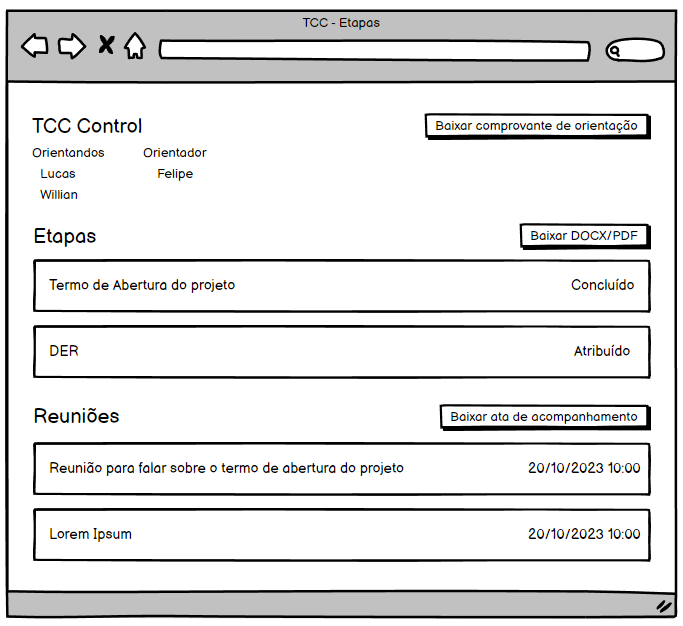 TCC - Etapas
TCC Control
Baixar comprovante de orientação
Orientandos Orientador
Lucas Felipe
Willian
Etapas
Baixar DOCX/PDF
Termo de Abertura do projeto Concluído
DER Atribuído
Reuniões
Baixar ata de acompanhamento
Reunião para falar sobre o termo de abertura do projeto 20/10/2023 10:00
Lorem Ipsum 20/10/2023 10:00